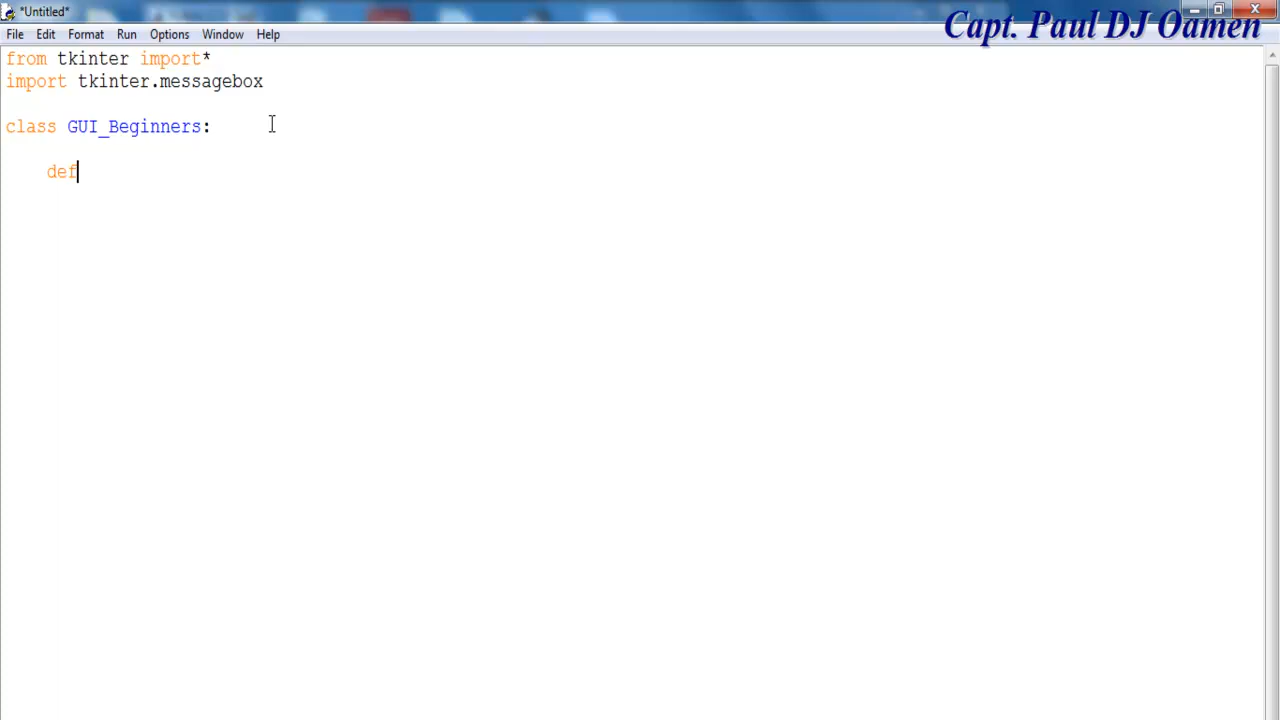 *Untitled*
Capt. Paul DJ Oamen
File Edit Format Run Options Window Help
from tkinter import*
import tkinter.messagebox
class GUI_Beginners:
def